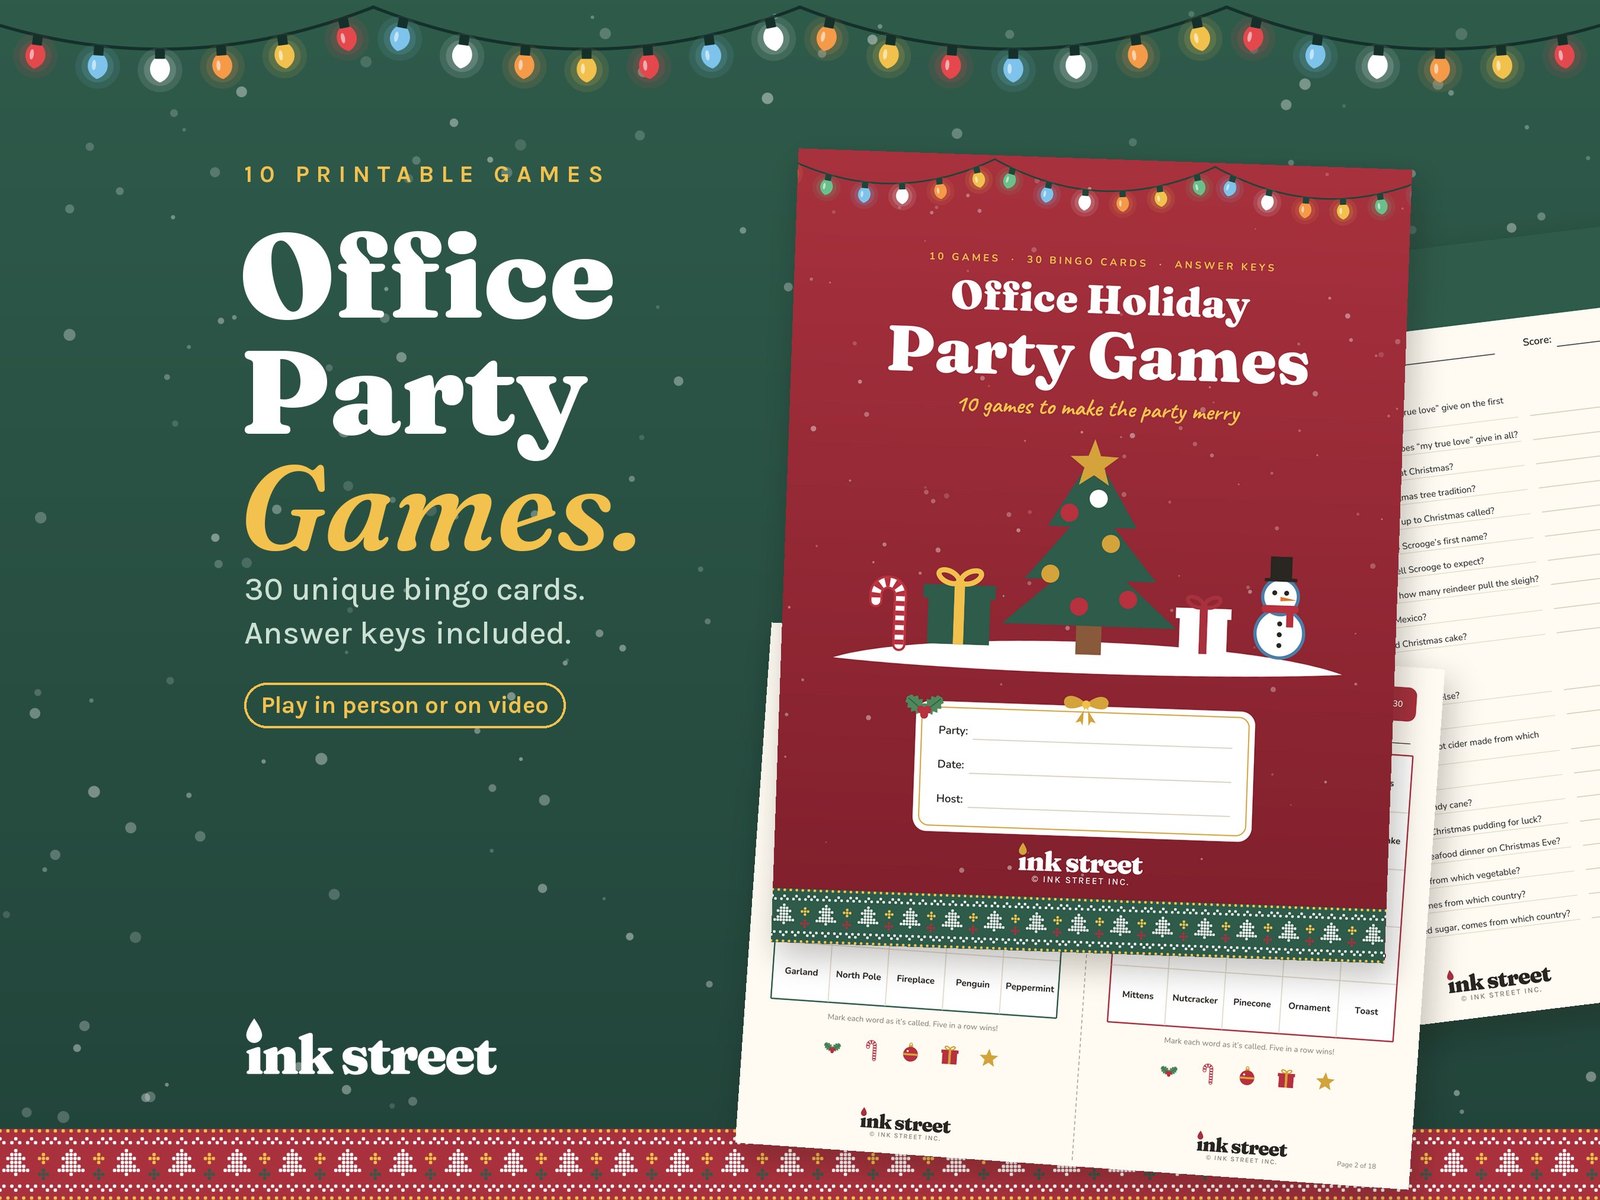 10 PRINTABLE GAMES
Office
Party
Games.
30 unique bingo cards.
Answer keys included.
Play in person or on video
ink street
10 GAMES · 30 BINGO CARDS · ANSWER KEYS
Office Holiday
Party Games
10 games to make the party merry
Party:
Date:
Host:
ink street
© INK STREET INC.
Score:
true love" give on the first
does "my true love" give in all?
at Christmas?
mas tree tradition?
up to Christmas called?
Scrooge's first name?
ll Scrooge to expect?
how many reindeer pull the sleigh?
Mexico?
d Christmas cake?
else?
ot cider made from which
ndy cane?
Christmas pudding for luck?
eafood dinner on Christmas Eve?
from which vegetable?
mes from which country?
ed sugar, comes from which country?
ink street
© INK STREET INC.
30
Garland North Pole Fireplace Penguin Peppermint
Mark each word as it's called. Five in a row wins!
ink street
© INK STREET INC.
Mittens Nutcracker Pinecone Ornament Toast
Mark each word as it's called. Five in a row wins!
ink street
© INK STREET INC.
Page 2 of 18